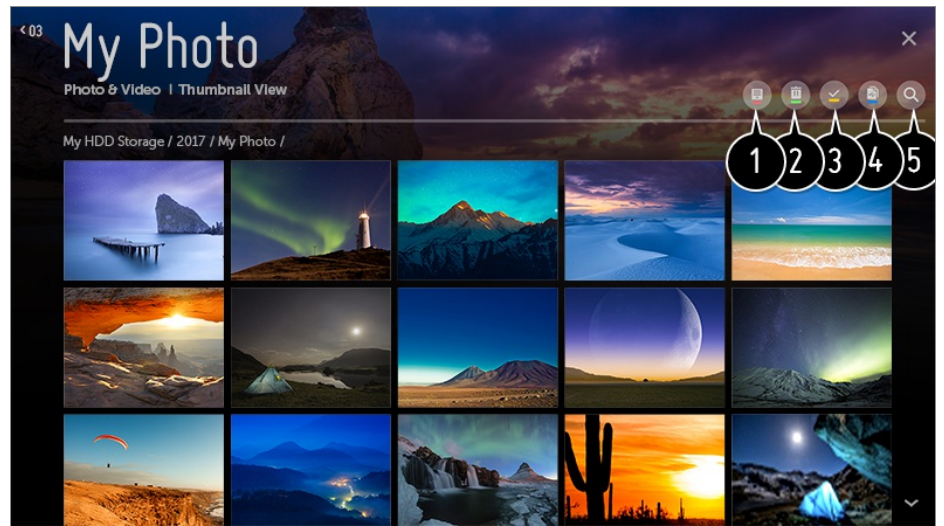 < 03
My Photo
Photo & Video | Thumbnail View
My HDD Storage / 2017 / My Photo /
1 2 3 4 5